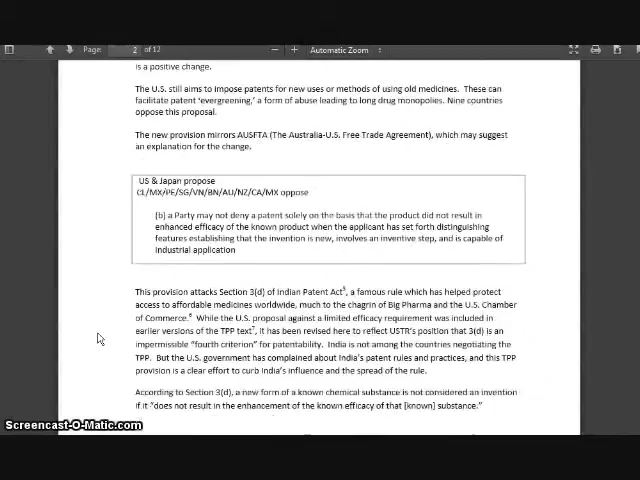 Page: 2 of 12 Automatic Zoom
is a positive change.
The U.S. still aims to impose patents for new uses or methods of using old medicines. These can
facilitate patent 'evergreening,' a form of abuse leading to long drug monopolies. Nine countries
oppose this proposal.
The new provision mirrors AUSFTA (The Australia-U.S. Free Trade Agreement), which may suggest
an explanation for the change.
US & Japan propose
CL/MX/PE/SG/VN/BN/AU/NZ/CA/MX oppose
(b) a Party may not deny a patent solely on the basis that the product did not result in
enhanced efficacy of the known product when the applicant has set forth distinguishing
features establishing that the invention is new, involves an inventive step, and is capable of
industrial application
This provision attacks Section 3(d) of Indian Patent Act⁵, a famous rule which has helped protect
access to affordable medicines worldwide, much to the chagrin of Big Pharma and the U.S. Chamber
of Commerce.⁶ While the U.S. proposal against a limited efficacy requirement was included in
earlier versions of the TPP text⁷, it has been revised here to reflect USTR's position that 3(d) is an
impermissible "fourth criterion" for patentability. India is not among the countries negotiating the
TPP. But the U.S. government has complained about India's patent rules and practices, and this TPP
provision is a clear effort to curb India's influence and the spread of the rule.
According to Section 3(d), a new form of a known chemical substance is not considered an invention
if it "does not result in the enhancement of the known efficacy of that [known] substance."
Screencast-O-Matic.com